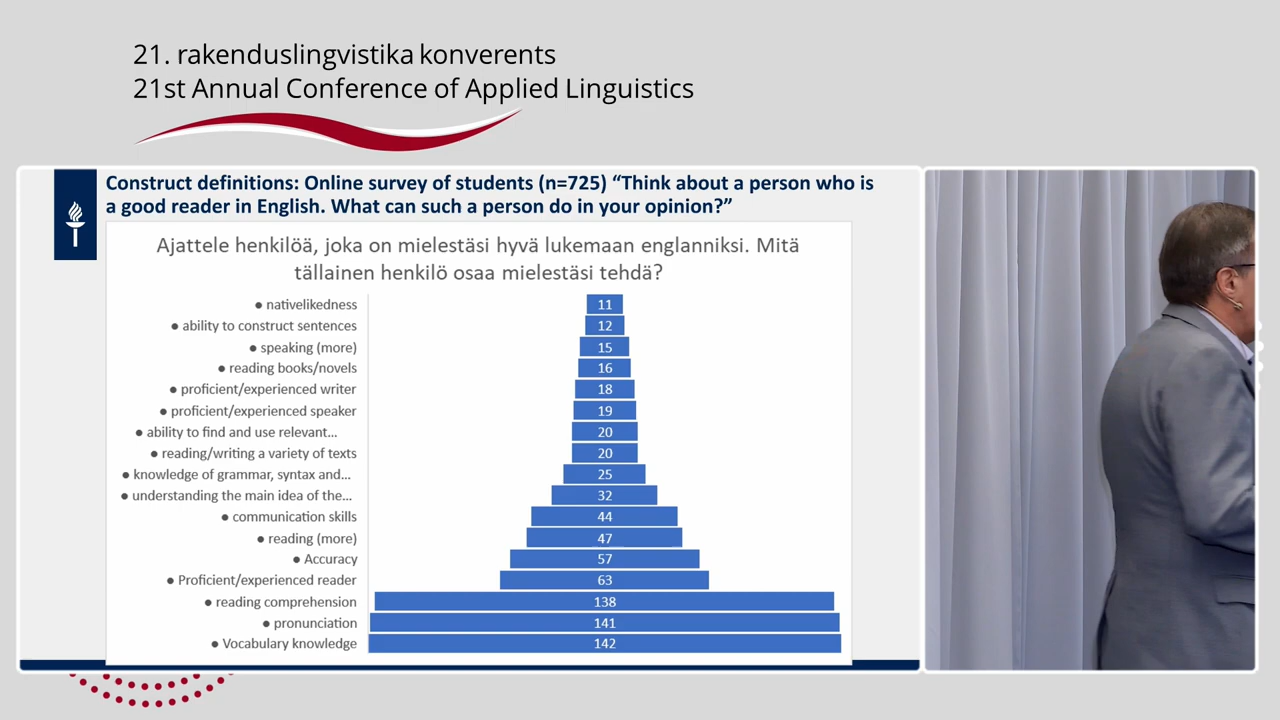 21. rakenduslingvistika konverents
21st Annual Conference of Applied Linguistics
Construct definitions: Online survey of students (n=725) “Think about a person who is
a good reader in English. What can such a person do in your opinion?”
Ajattele henkilöä, joka on mielestäsi hyvä lukemaan englanniksi. Mitä
tällainen henkilö osaa mielestäsi tehdä?
● nativelikedness 11
● ability to construct sentences 12
● speaking (more) 15
● reading books/novels 16
● proficient/experienced writer 18
● proficient/experienced speaker 19
● ability to find and use relevant... 20
● reading/writing a variety of texts 20
● knowledge of grammar, syntax and... 25
● understanding the main idea of the... 32
● communication skills 44
● reading (more) 47
● Accuracy 57
● Proficient/experienced reader 63
● reading comprehension 138
● pronunciation 141
● Vocabulary knowledge 142